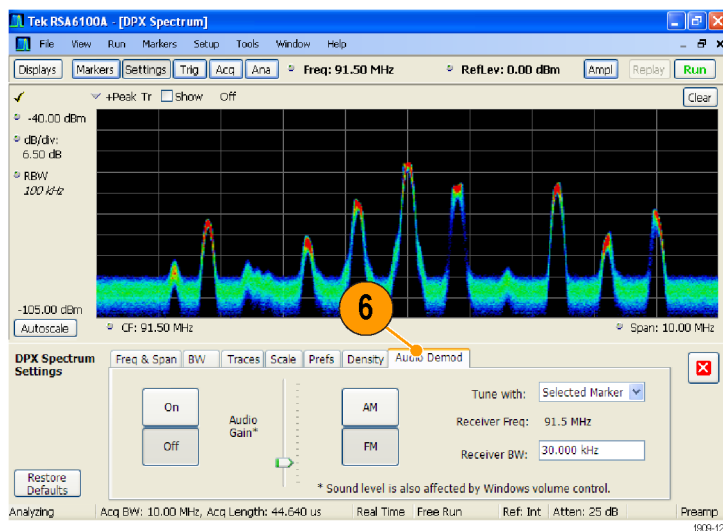 Tek RSA6100A - [DPX Spectrum]
File View Run Markers Setup Tools Window Help
Displays Markers Settings Trig Acq Ana Freq: 91.50 MHz RefLev: 0.00 dBm Ampl Replay Run
+Peak Tr Show Off Clear
-40.00 dBm
dB/div:
6.50 dB
RBW
100 kHz
-105.00 dBm
Autoscale CF: 91.50 MHz Span: 10.00 MHz
6
DPX Spectrum
Settings
Freq & Span BW Traces Scale Prefs Density Audio Demod
On
Off
Audio
Gain*
AM
FM
Tune with: Selected Marker
Receiver Freq: 91.5 MHz
Receiver BW: 30.000 kHz
* Sound level is also affected by Windows volume control.
Restore
Defaults
Analyzing Acq BW: 10.00 MHz, Acq Length: 44.640 us Real Time Free Run Ref: Int Atten: 25 dB Preamp
1909-12